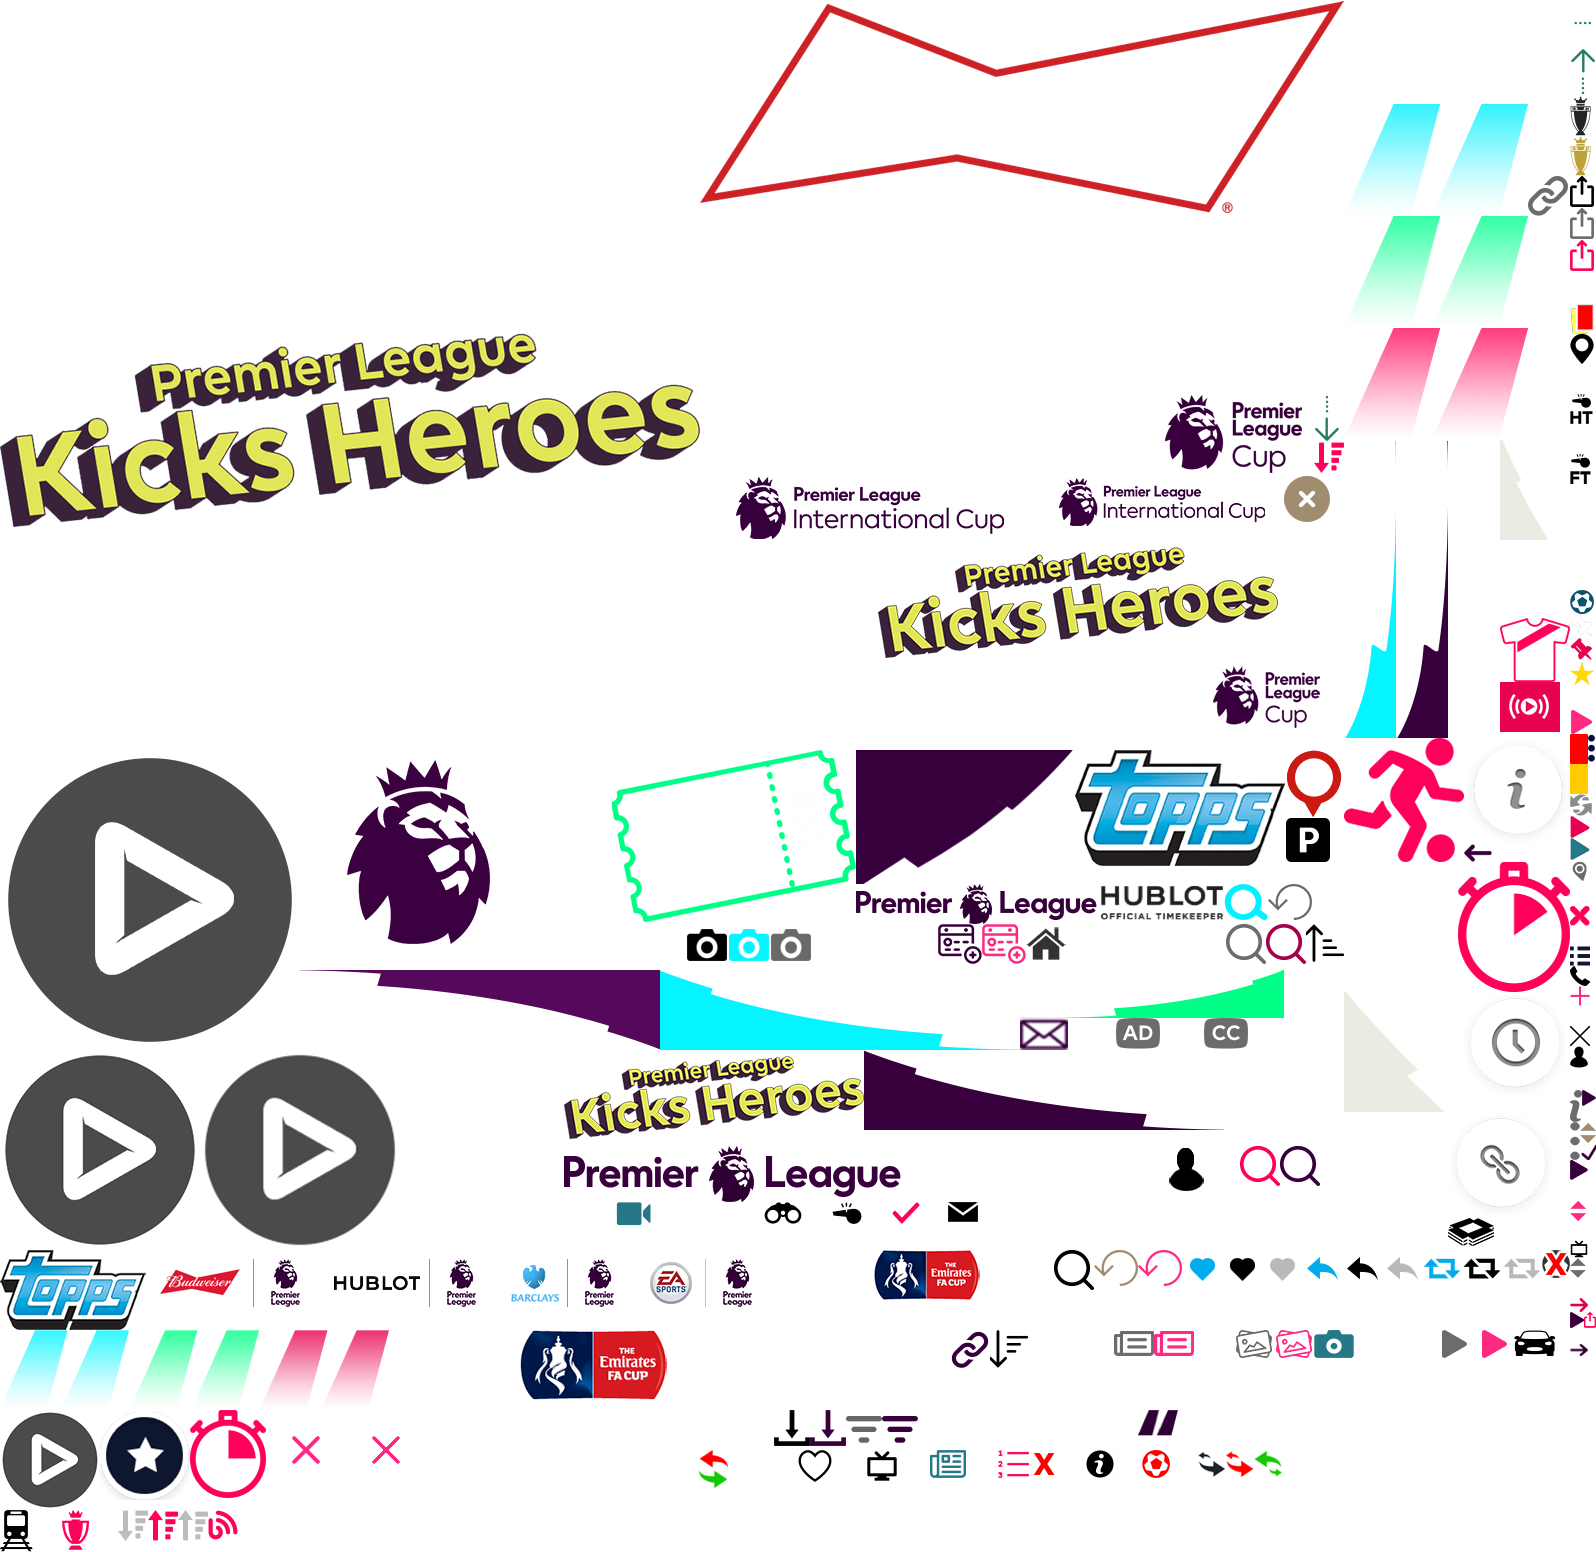 ®
Premier League
Kicks Heroes
HT
Premier
League
Cup
FT
Premier League
International Cup
Premier League
International Cup
Premier League
Kicks Heroes
Premier
League
Cup
Topps
P
i
Premier League
HUBLOT
OFFICIAL TIMEKEEPER
AD
CC
Premier League
Kicks Heroes
i
Premier League
Topps
Budweiser
Premier
League
HUBLOT
Premier
League
BARCLAYS
Premier
League
EA
SPORTS
Premier
League
THE
Emirates
FA CUP
X
THE
Emirates
FA CUP
1
2
3
X
i